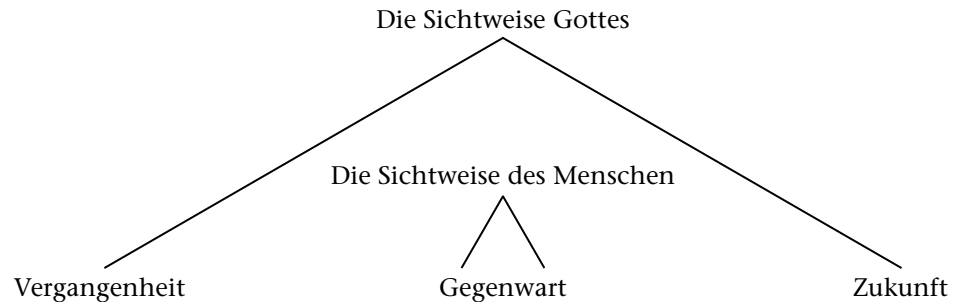 Die Sichtweise Gottes
Die Sichtweise des Menschen
Vergangenheit Gegenwart Zukunft